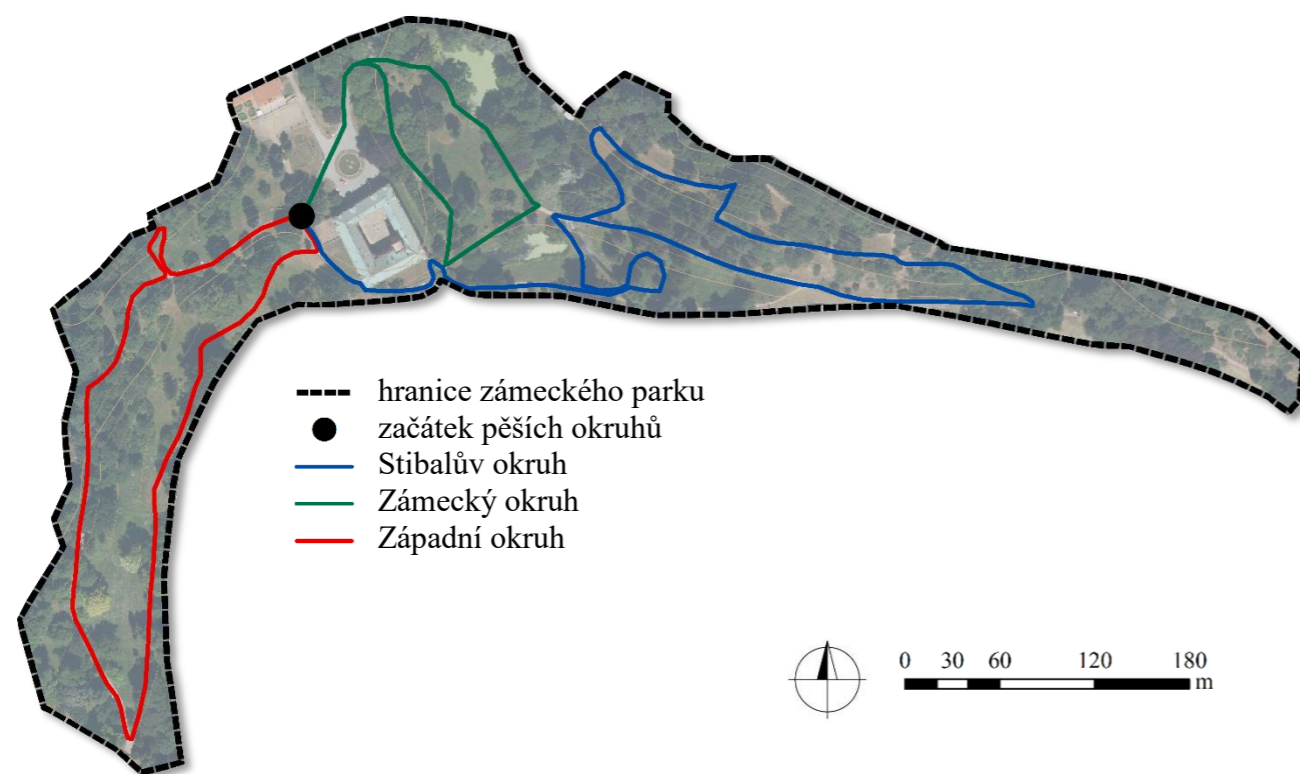 hranice zámeckého parku
začátek pěších okruhů
Stibalův okruh
Zámecký okruh
Západní okruh
0 30 60 120 180
m